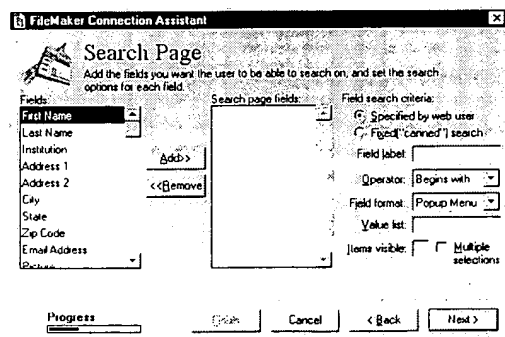 FileMaker Connection Assistant
Search Page
Add the fields you want the user to be able to search on, and set the search
options for each field.
Fields:
First Name
Last Name
Institution
Address 1
Address 2
City
State
Zip Code
Email Address
Picture
Add>>
<<Remove
Search page fields:
Field search criteria:
Specified by web user
Fixed("canned") search
Field label:
Operator: Begins with
Field format: Popup Menu
Value list:
Items visible: Multiple
selections
Progress
Finish
Cancel
< Back
Next >